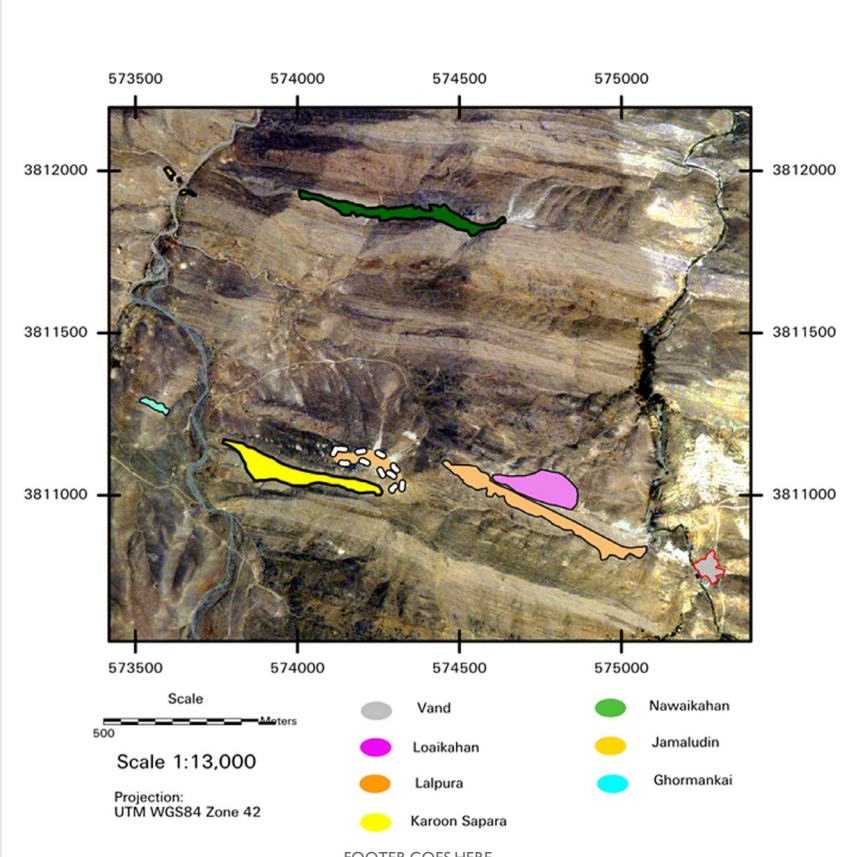 573500 574000 574500 575000
3812000 3812000
3811500 3811500
3811000 3811000
573500 574000 574500 575000
Scale
Meters
500
Scale 1:13,000
Projection:
UTM WGS84 Zone 42
Vand
Loaikahan
Lalpura
Karoon Sapara
Nawaikahan
Jamaludin
Ghormankai
FOOTER GOES HERE